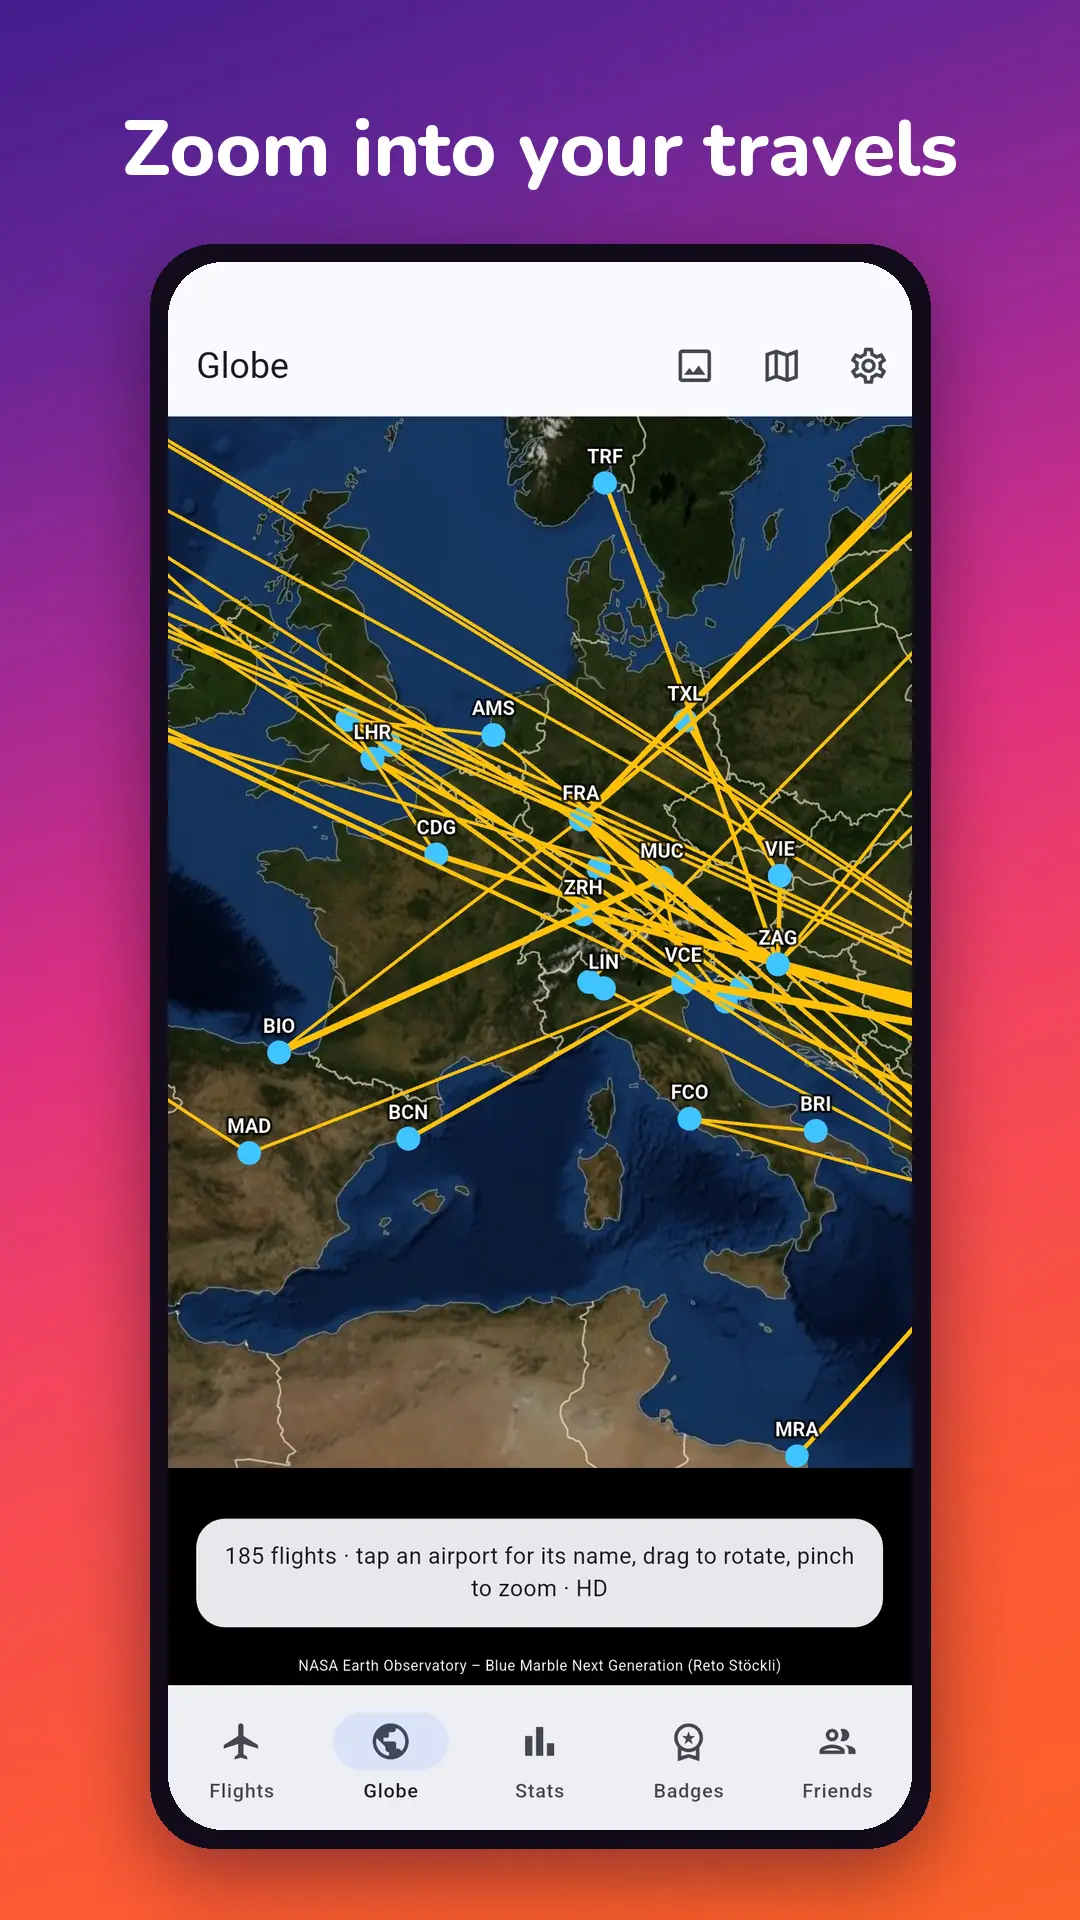 Zoom into your travels
Globe
TRF
TXL
AMS
LHR
FRA
CDG
MUC
VIE
ZRH
ZAG
VCE
LIN
BIO
FCO
BRI
BCN
MAD
MRA
185 flights · tap an airport for its name, drag to rotate, pinch
to zoom · HD
NASA Earth Observatory – Blue Marble Next Generation (Reto Stöckli)
Flights
Globe
Stats
Badges
Friends